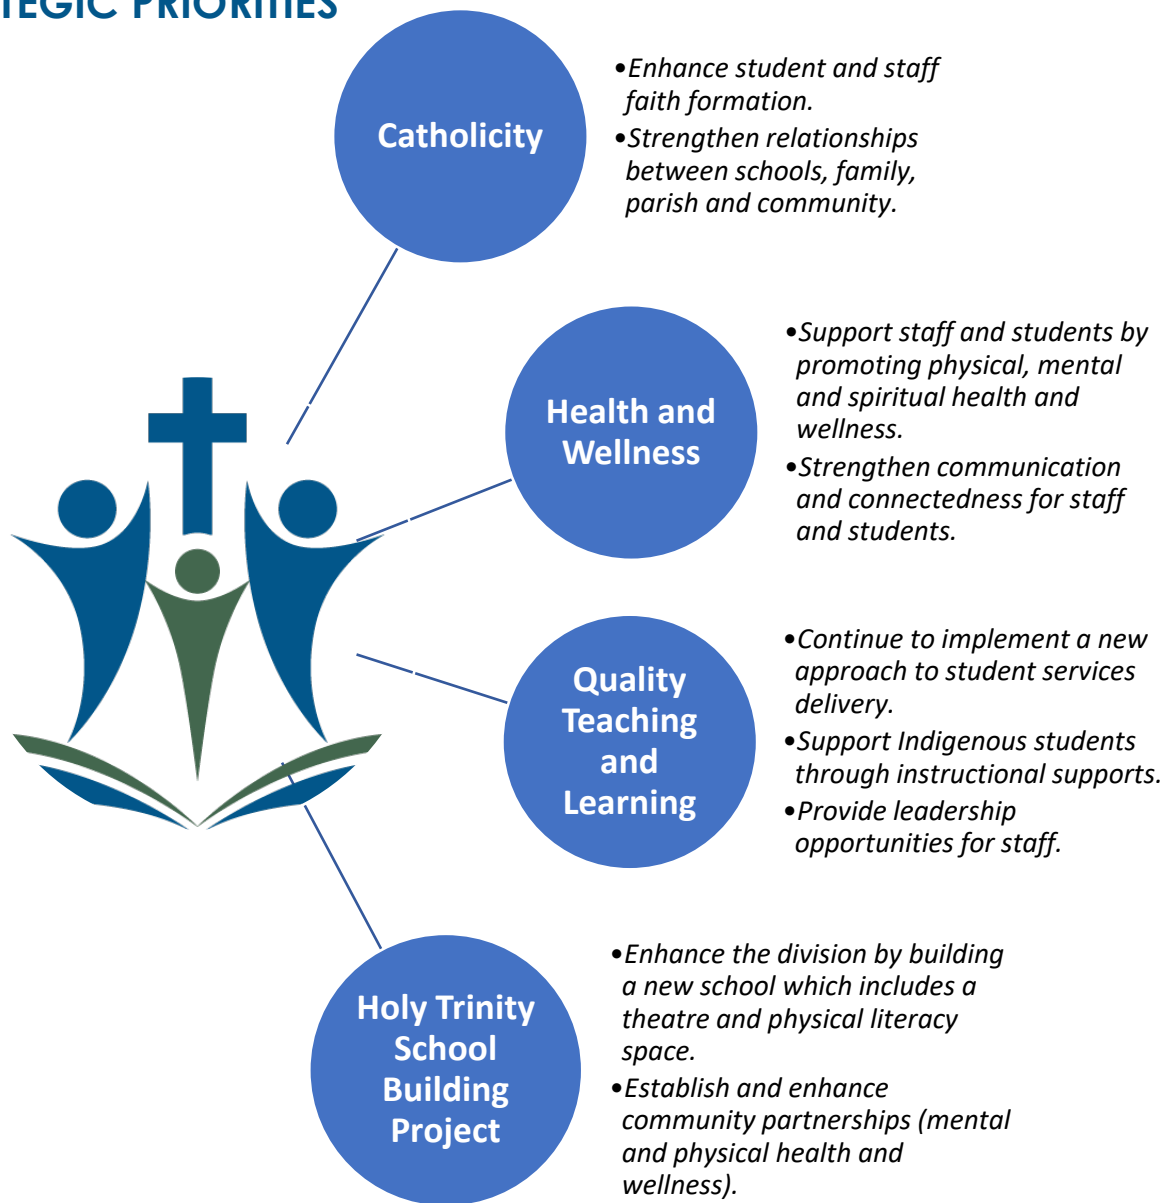 TEGIC PRIORITIES
Catholicity
•Enhance student and staff
faith formation.
•Strengthen relationships
between schools, family,
parish and community.
Health and
Wellness
•Support staff and students by
promoting physical, mental
and spiritual health and
wellness.
•Strengthen communication
and connectedness for staff
and students.
Quality
Teaching
and
Learning
•Continue to implement a new
approach to student services
delivery.
•Support Indigenous students
through instructional supports.
•Provide leadership
opportunities for staff.
Holy Trinity
School
Building
Project
•Enhance the division by building
a new school which includes a
theatre and physical literacy
space.
•Establish and enhance
community partnerships (mental
and physical health and
wellness).